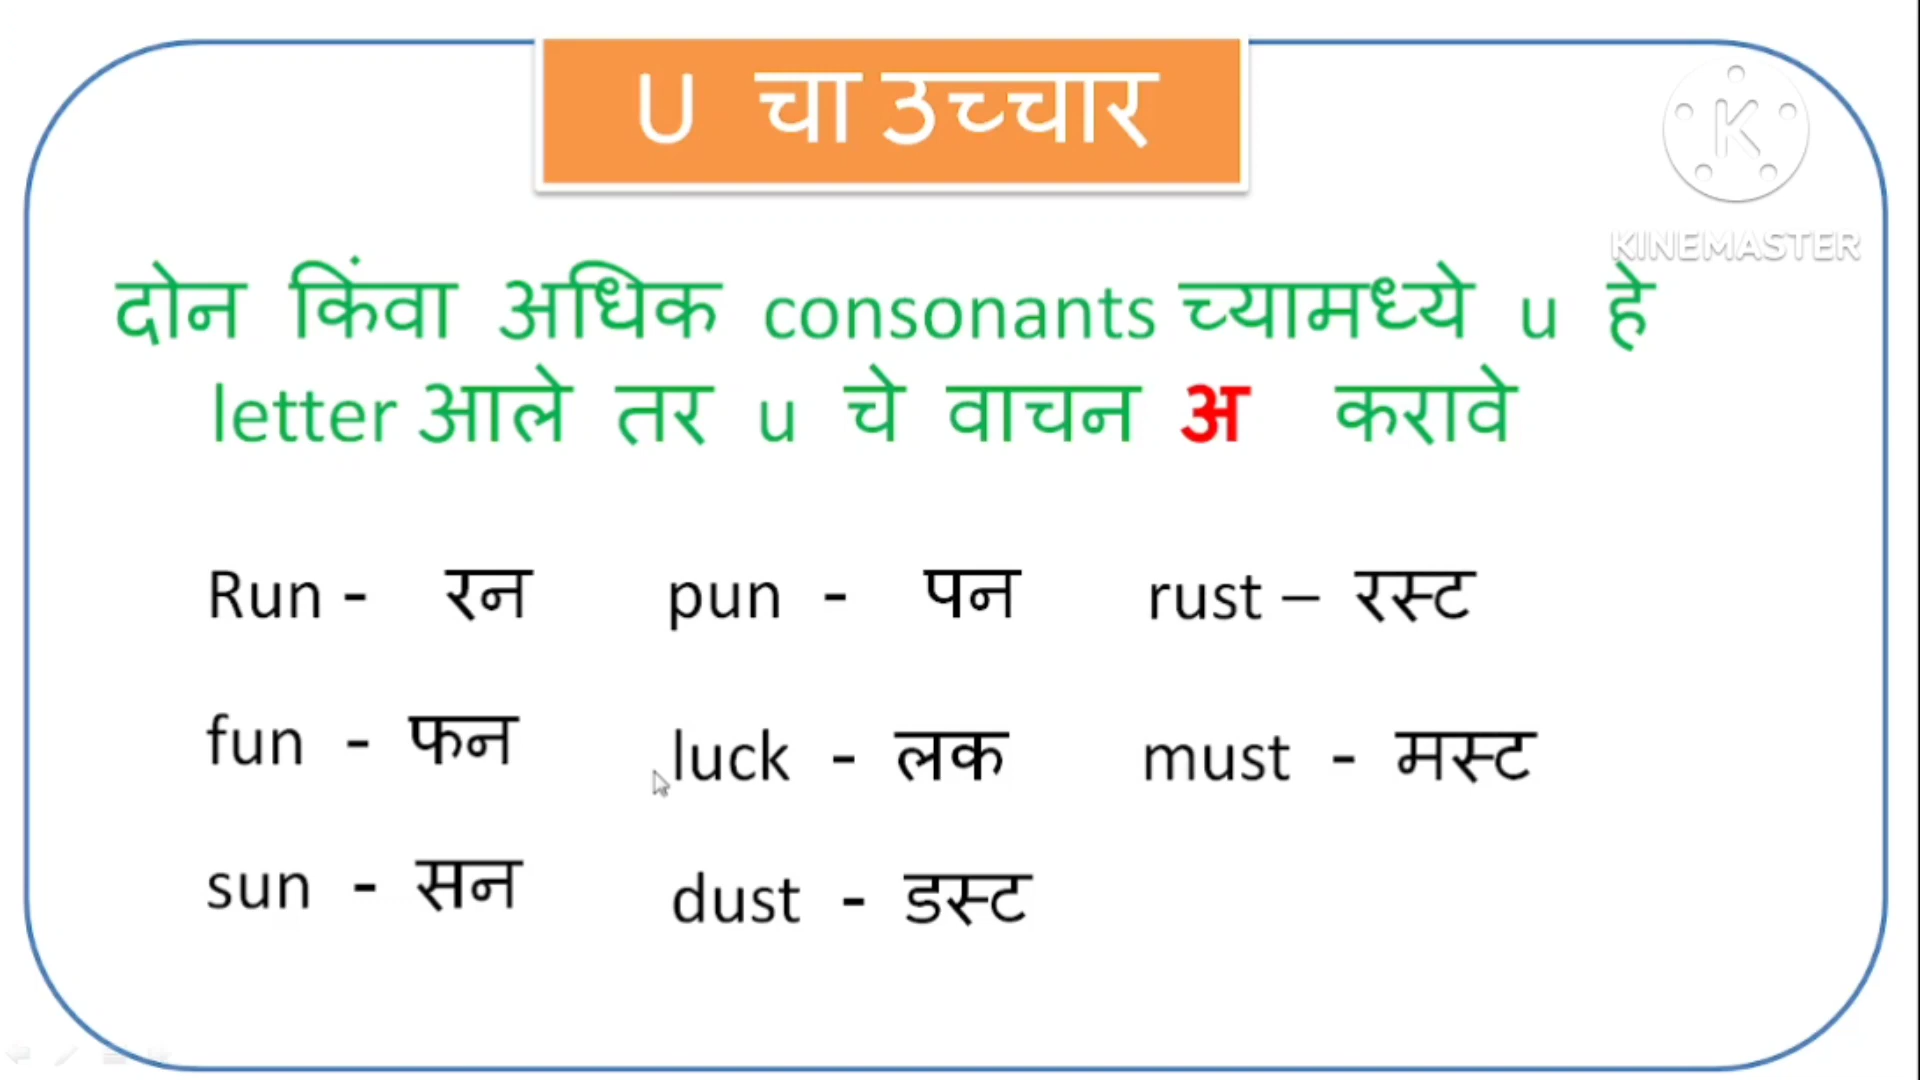 U चा उच्चार
K
KINEMASTER
दोन किंवा अधिक consonants च्यामध्ये u हे
letter आले तर u चे वाचन अ करावे
Run - रन pun - पन rust – रस्ट
fun - फन luck - लक must - मस्ट
sun - सन dust - डस्ट